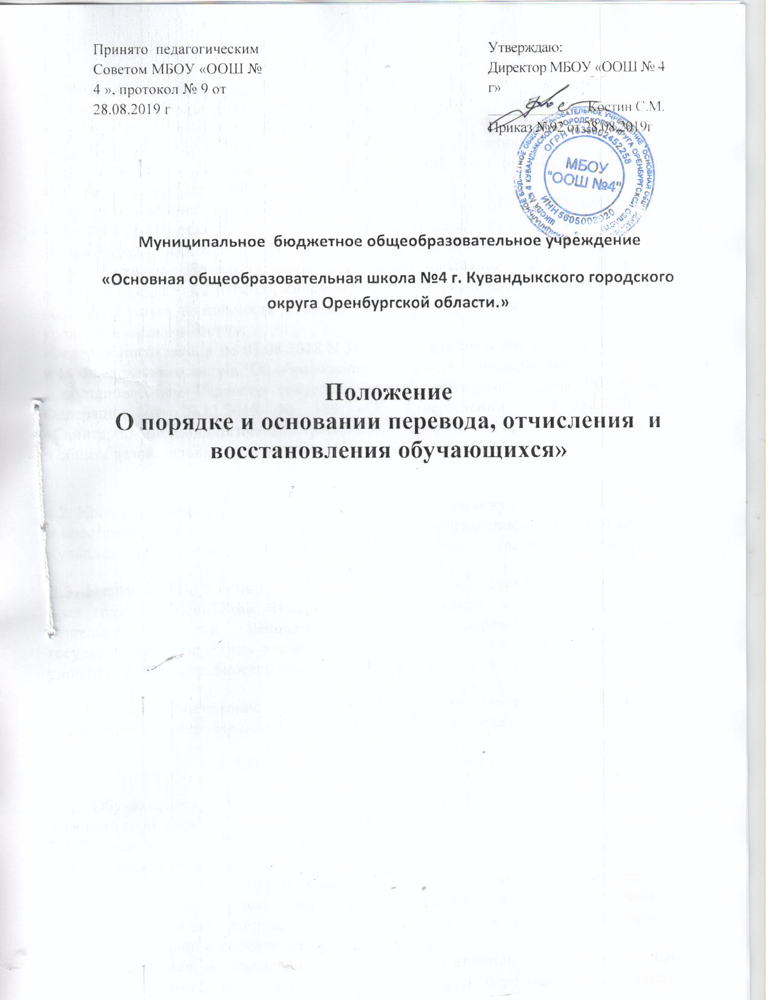 Принято педагогическим
Советом МБОУ «ООШ №
4 », протокол № 9 от
28.08.2019 г
Утверждаю:
Директор МБОУ «ООШ № 4
г»
Костин С.М.
Приказ №92 от 28.08.2019г
ОГРН 1035602452258
МБОУ
"ООШ №4"
Муниципальное бюджетное общеобразовательное учреждение
«Основная общеобразовательная школа №4 г. Кувандыкского городского
округа Оренбургской области.»
Положение
О порядке и основании перевода, отчисления и
восстановления обучающихся»